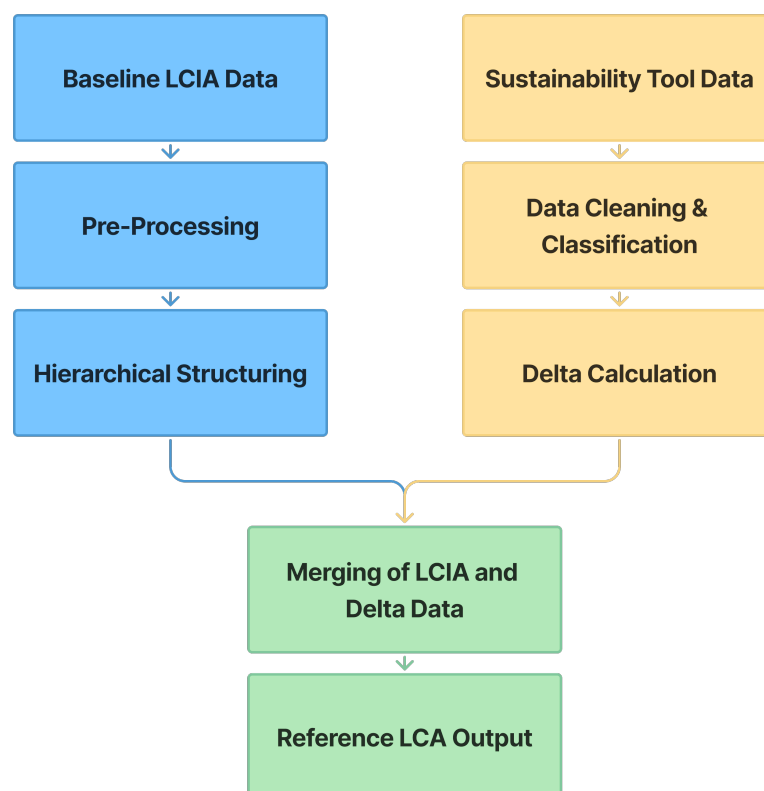 Baseline LCIA Data
Sustainability Tool Data
Pre-Processing
Data Cleaning &
Classification
Hierarchical Structuring
Delta Calculation
Merging of LCIA and
Delta Data
Reference LCA Output